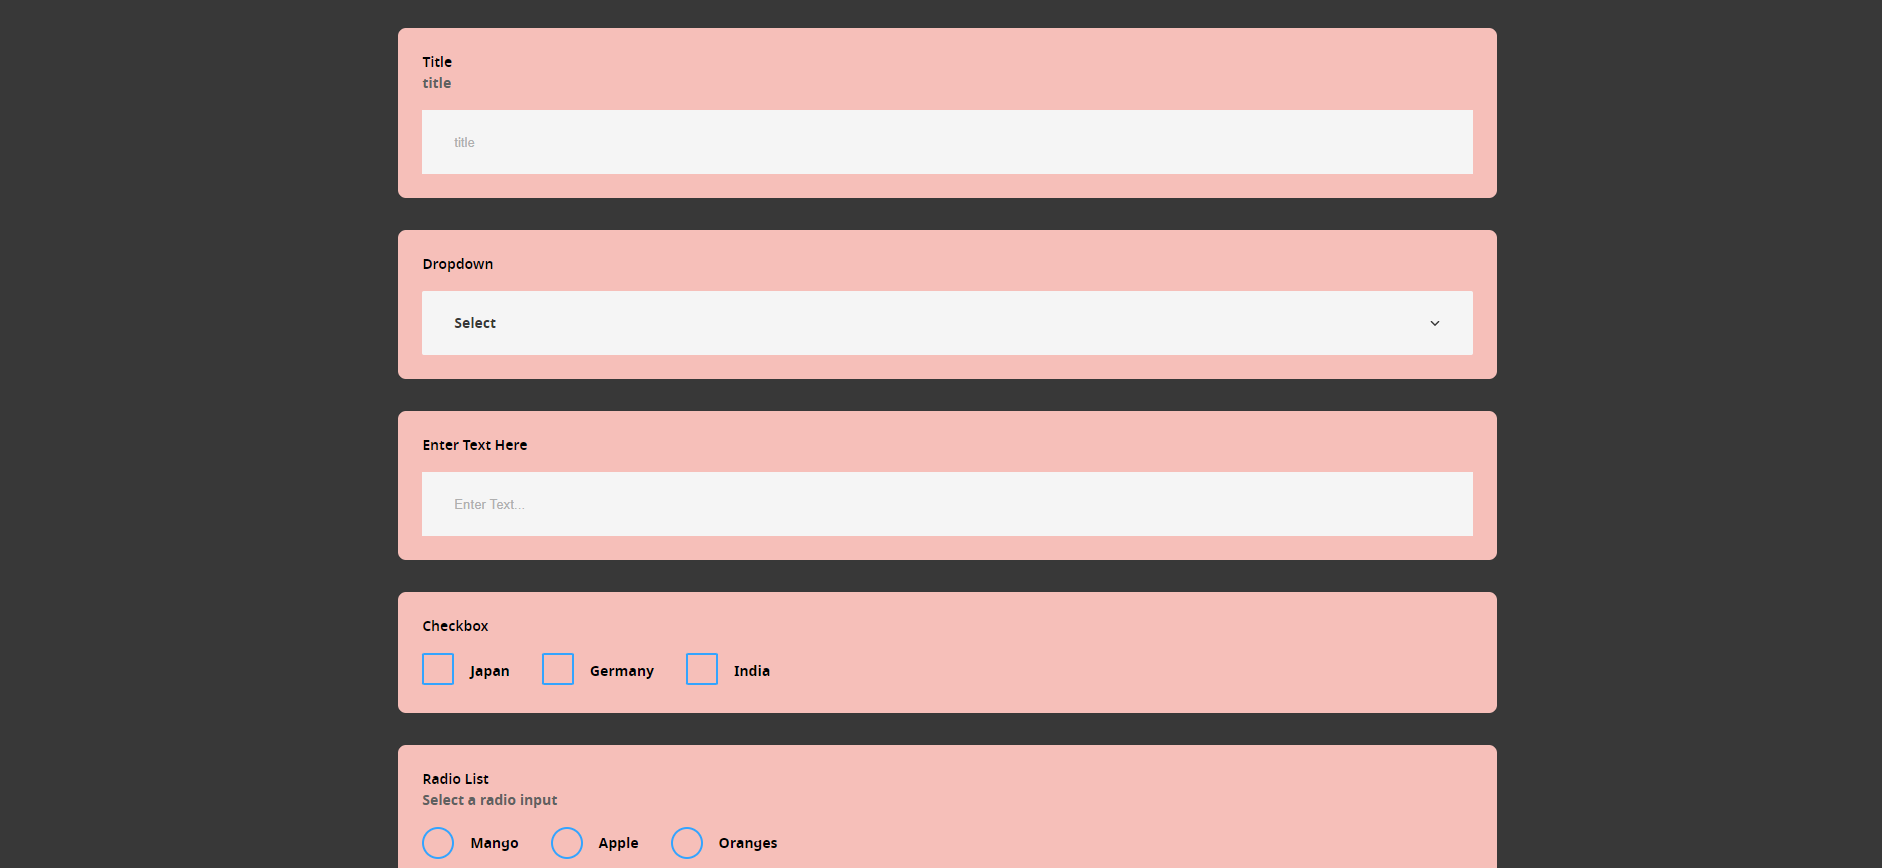 Title
title
title
Dropdown
Select
Enter Text Here
Enter Text...
Checkbox
Japan Germany India
Radio List
Select a radio input
Mango Apple Oranges